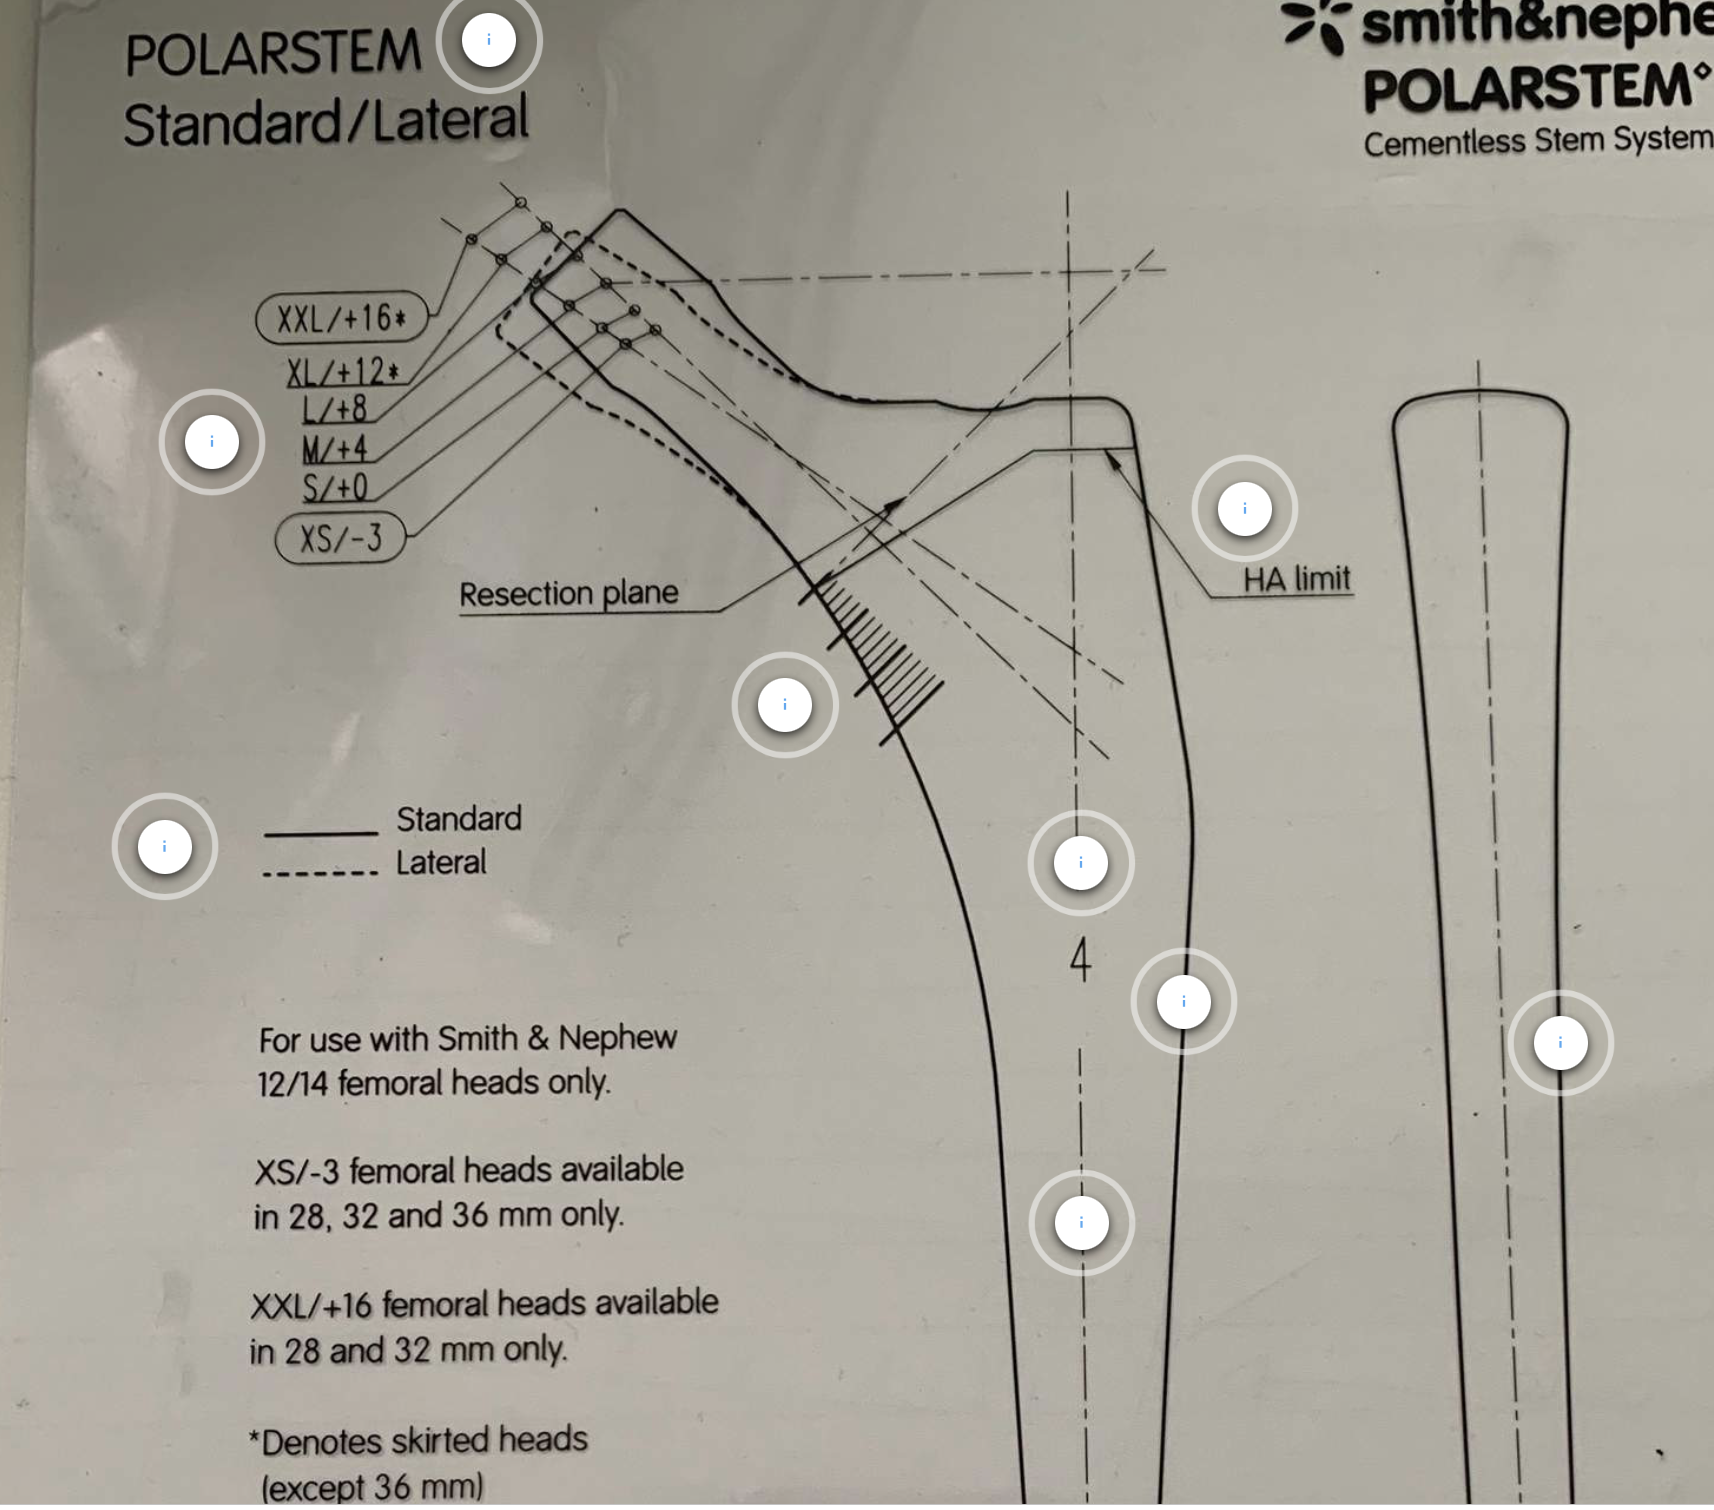 POLARSTEM
Standard/Lateral
smith&nephe
POLARSTEM◇
Cementless Stem System
XXL/+16*
XL/+12*
L/+8
M/+4
S/+0
XS/-3
Resection plane
HA limit
Standard
Lateral
4
For use with Smith & Nephew
12/14 femoral heads only.
XS/-3 femoral heads available
in 28, 32 and 36 mm only.
XXL/+16 femoral heads available
in 28 and 32 mm only.
*Denotes skirted heads
(except 36 mm)
i
i
i
i
i
i
i
i
i